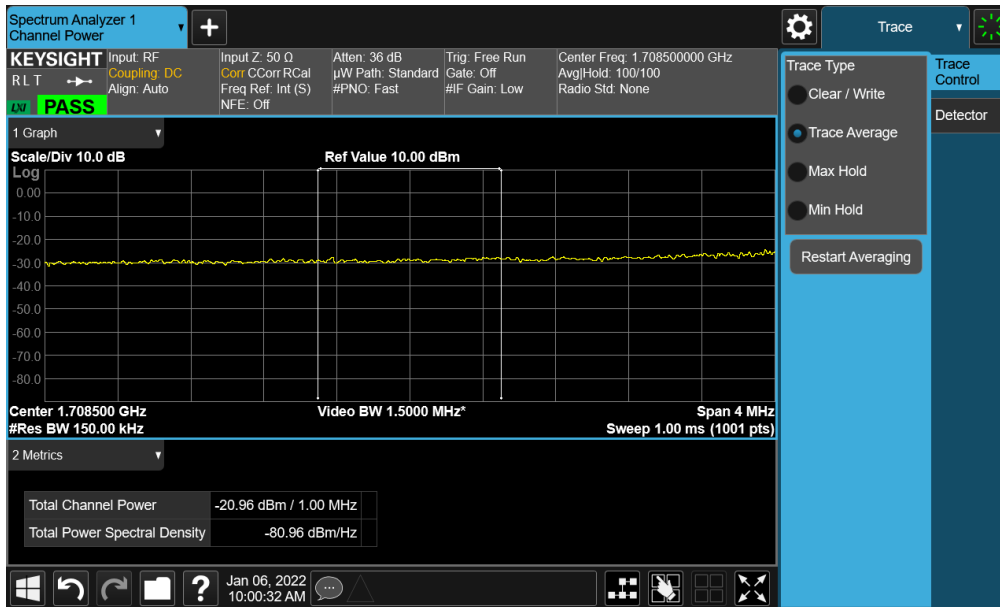 Spectrum Analyzer 1
Channel Power
+
Trace
KEYSIGHT
RLT
LXI PASS
Input: RF
Coupling: DC
Align: Auto
Input Z: 50 Ω
Corr CCorr RCal
Freq Ref: Int (S)
NFE: Off
Atten: 36 dB
µW Path: Standard
#PNO: Fast
Trig: Free Run
Gate: Off
#IF Gain: Low
Center Freq: 1.708500000 GHz
Avg|Hold: 100/100
Radio Std: None
Trace Type
Clear / Write
Trace Average
Max Hold
Min Hold
Restart Averaging
Trace
Control
Detector
1 Graph
Scale/Div 10.0 dB
Ref Value 10.00 dBm
Log
0.00
-10.0
-20.0
-30.0
-40.0
-50.0
-60.0
-70.0
-80.0
Center 1.708500 GHz
Video BW 1.5000 MHz*
Span 4 MHz
#Res BW 150.00 kHz
Sweep 1.00 ms (1001 pts)
2 Metrics
Total Channel Power
-20.96 dBm / 1.00 MHz
Total Power Spectral Density
-80.96 dBm/Hz
?
Jan 06, 2022
10:00:32 AM